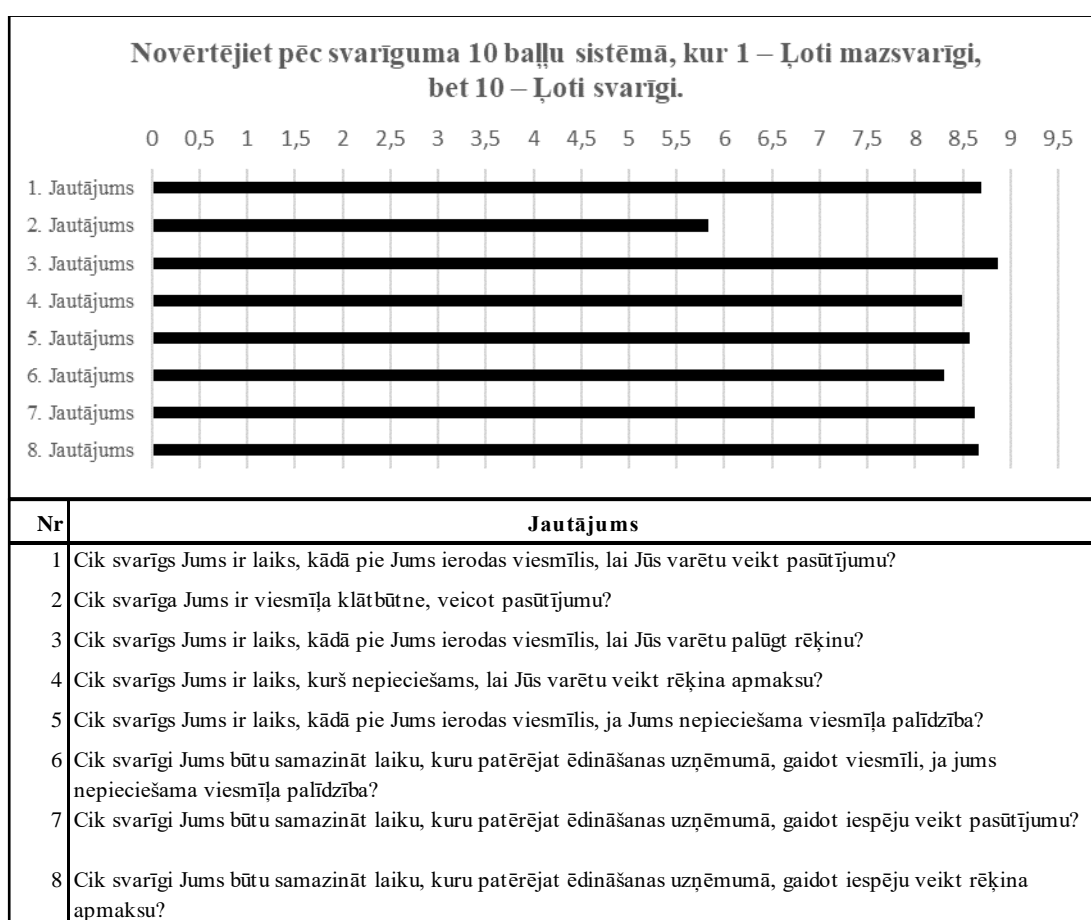 Novērtējiet pēc svarīguma 10 baļļu sistēmā, kur 1 – Ļoti mazsvarīgi,
bet 10 – Ļoti svarīgi.
0 0,5 1 1,5 2 2,5 3 3,5 4 4,5 5 5,5 6 6,5 7 7,5 8 8,5 9 9,5
1. Jautājums
2. Jautājums
3. Jautājums
4. Jautājums
5. Jautājums
6. Jautājums
7. Jautājums
8. Jautājums
Nr Jautājums
1 Cik svarīgs Jums ir laiks, kādā pie Jums ierodas viesmīlis, lai Jūs varētu veikt pasūtījumu?
2 Cik svarīga Jums ir viesmīļa klātbūtne, veicot pasūtījumu?
3 Cik svarīgs Jums ir laiks, kādā pie Jums ierodas viesmīlis, lai Jūs varētu palūgt rēķinu?
4 Cik svarīgs Jums ir laiks, kurš nepieciešams, lai Jūs varētu veikt rēķina apmaksu?
5 Cik svarīgs Jums ir laiks, kādā pie Jums ierodas viesmīlis, ja Jums nepieciešama viesmīļa palīdzība?
6 Cik svarīgi Jums būtu samazināt laiku, kuru patērējat ēdināšanas uzņēmumā, gaidot viesmīli, ja jums
nepieciešama viesmīļa palīdzība?
7 Cik svarīgi Jums būtu samazināt laiku, kuru patērējat ēdināšanas uzņēmumā, gaidot iespēju veikt pasūtījumu?
8 Cik svarīgi Jums būtu samazināt laiku, kuru patērējat ēdināšanas uzņēmumā, gaidot iespēju veikt rēķina
apmaksu?